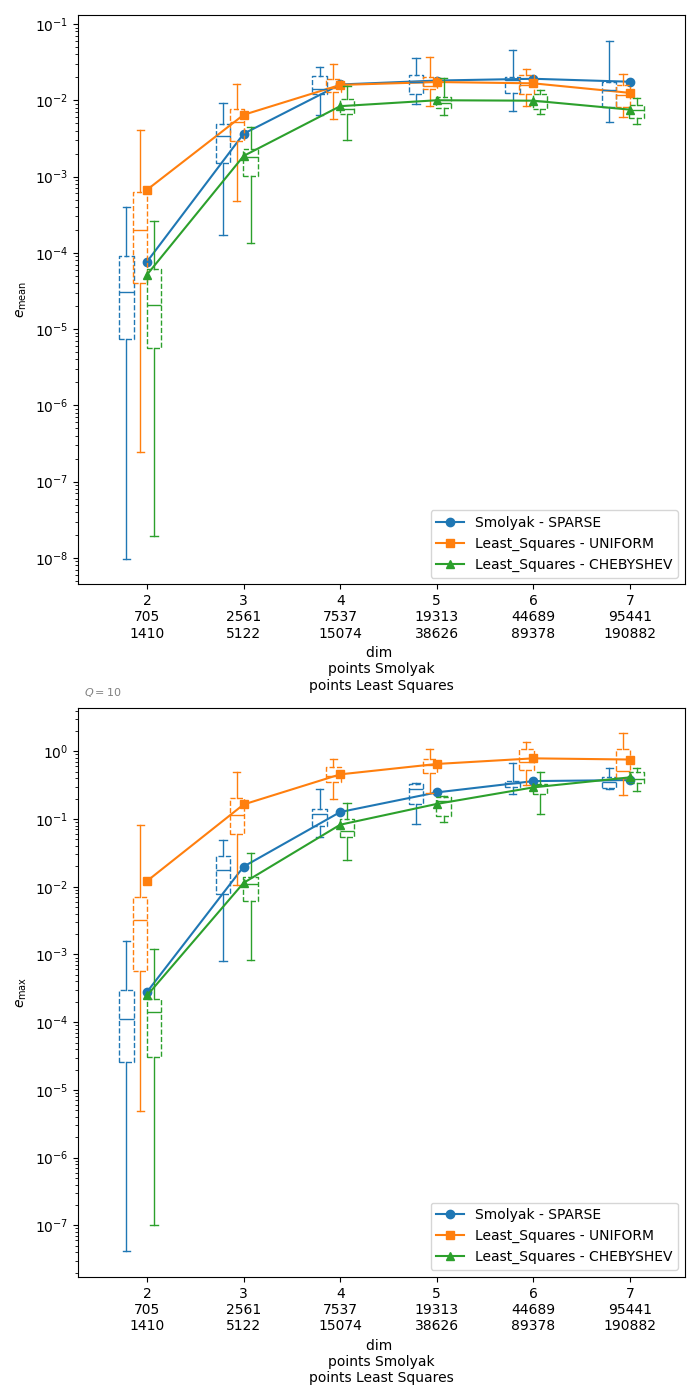 10⁻¹
10⁻²
10⁻³
10⁻⁴
10⁻⁵
10⁻⁶
10⁻⁷
10⁻⁸
e_mean
Smolyak - SPARSE
Least_Squares - UNIFORM
Least_Squares - CHEBYSHEV
2 3 4 5 6 7
705 2561 7537 19313 44689 95441
1410 5122 15074 38626 89378 190882
dim
points Smolyak
points Least Squares
Q = 10
10⁰
10⁻¹
10⁻²
10⁻³
10⁻⁴
10⁻⁵
10⁻⁶
10⁻⁷
e_max
Smolyak - SPARSE
Least_Squares - UNIFORM
Least_Squares - CHEBYSHEV
2 3 4 5 6 7
705 2561 7537 19313 44689 95441
1410 5122 15074 38626 89378 190882
dim
points Smolyak
points Least Squares